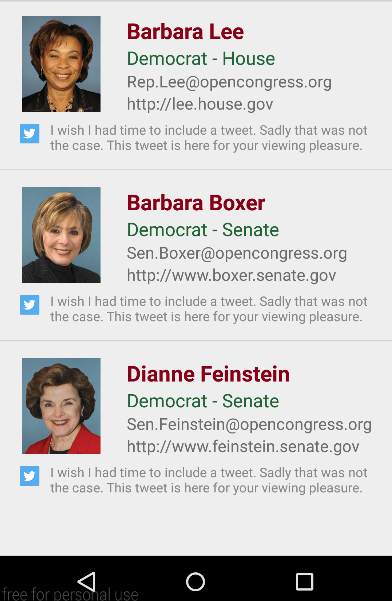 Barbara Lee
Democrat - House
Rep.Lee@opencongress.org
http://lee.house.gov
I wish I had time to include a tweet. Sadly that was not
the case. This tweet is here for your viewing pleasure.
Barbara Boxer
Democrat - Senate
Sen.Boxer@opencongress.org
http://www.boxer.senate.gov
I wish I had time to include a tweet. Sadly that was not
the case. This tweet is here for your viewing pleasure.
Dianne Feinstein
Democrat - Senate
Sen.Feinstein@opencongress.org
http://www.feinstein.senate.gov
I wish I had time to include a tweet. Sadly that was not
the case. This tweet is here for your viewing pleasure.
free for personal use